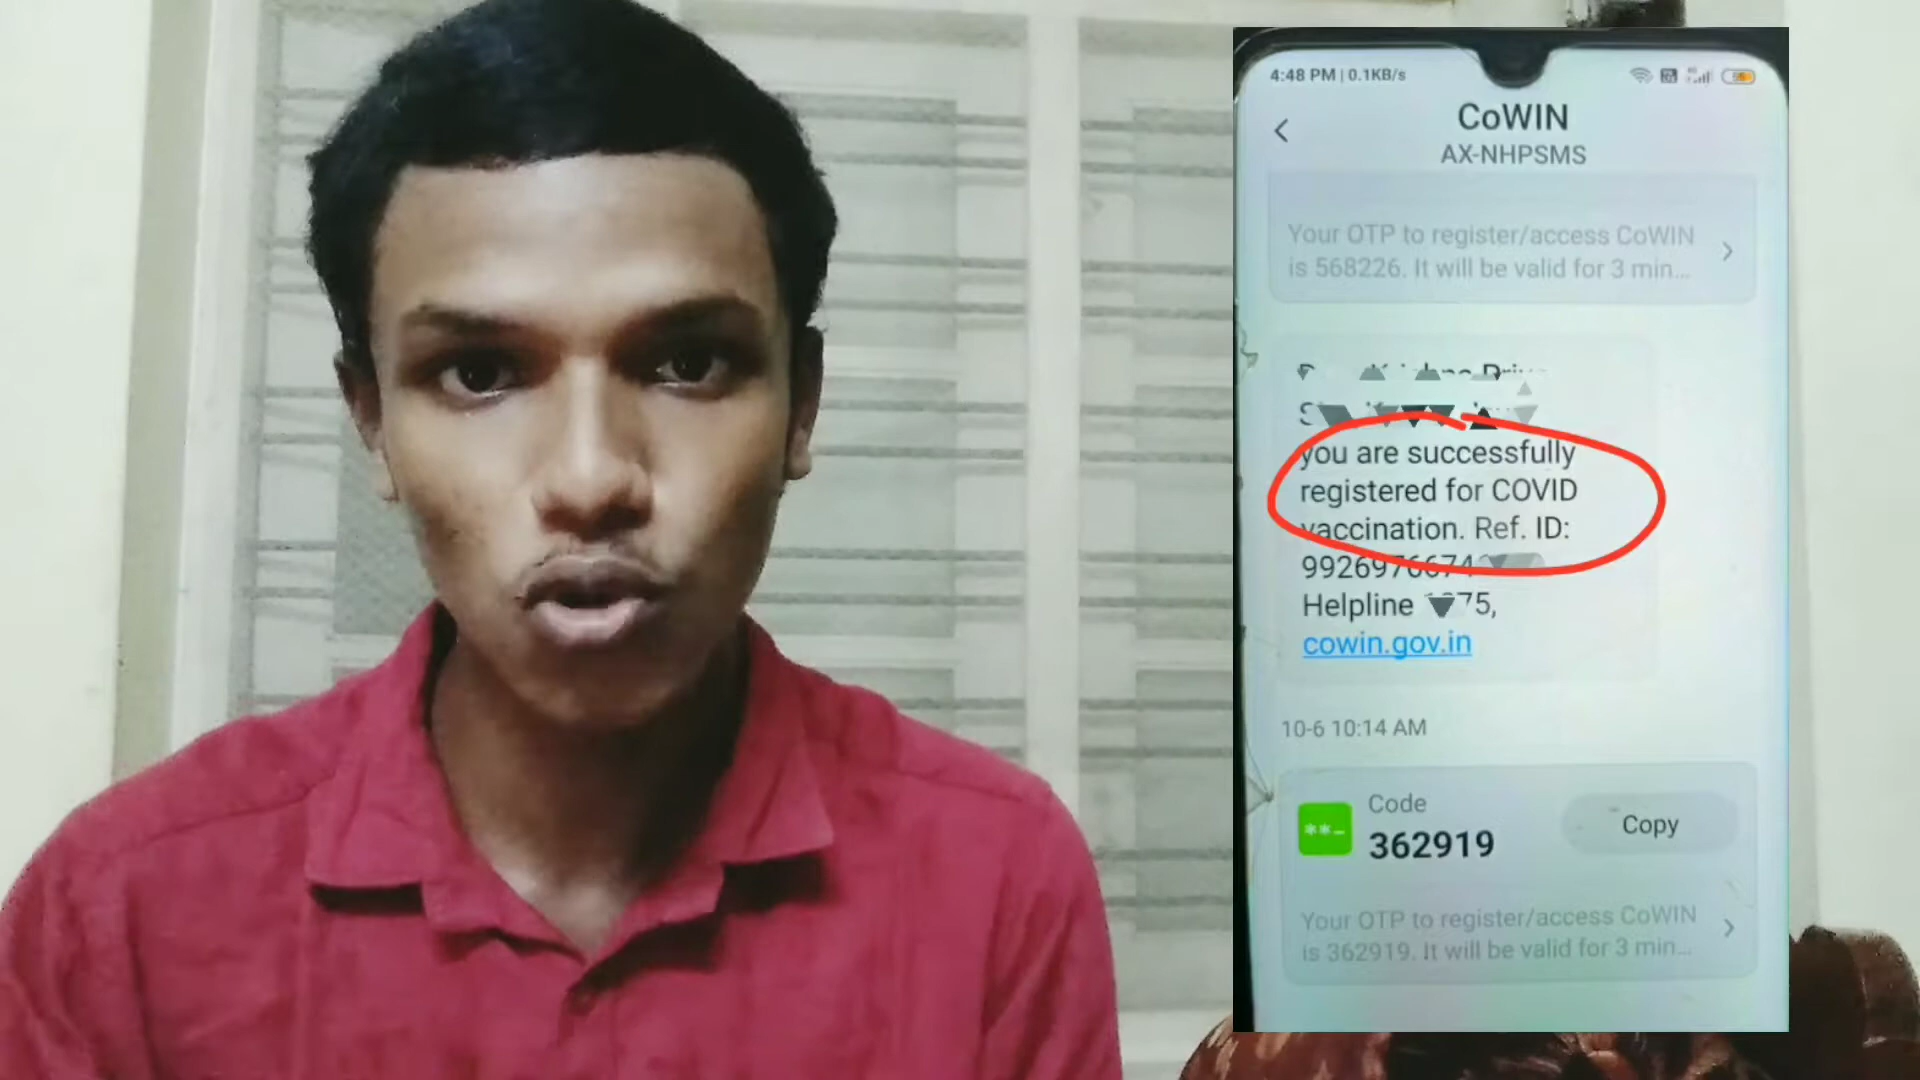 4:48 PM | 0.1KB/s
CoWIN
AX-NHPSMS
Your OTP to register/access CoWIN
is 568226. It will be valid for 3 min...
you are successfully
registered for COVID
vaccination. Ref. ID:
9926976674
Helpline
cowin.gov.in
10-6 10:14 AM
Code
**_
362919
Copy
Your OTP to register/access CoWIN
is 362919. It will be valid for 3 min...